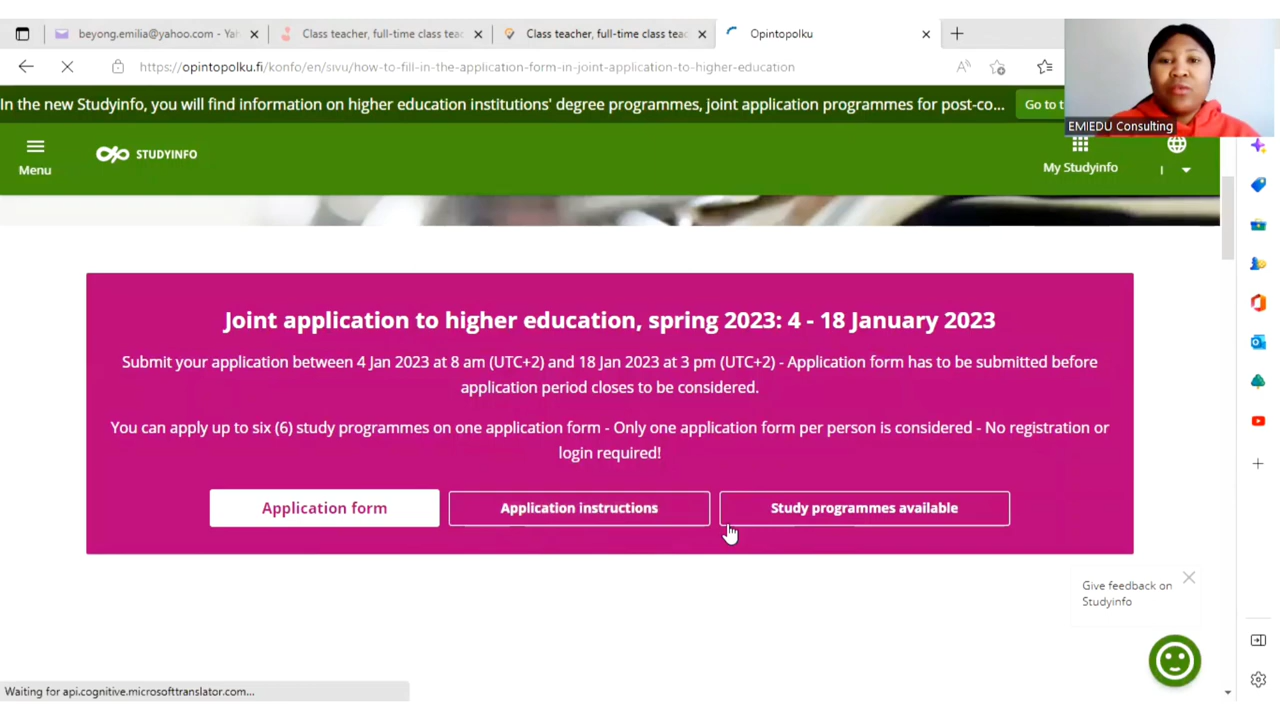 beyong.emilia@yahoo.com - Yah
Class teacher, full-time class teac
Class teacher, full-time class teac
Opintopolku
https://opintopolku.fi/konfo/en/sivu/how-to-fill-in-the-application-form-in-joint-application-to-higher-education
In the new Studyinfo, you will find information on higher education institutions' degree programmes, joint application programmes for post-co...
Go to t
EMIEDU Consulting
Menu
STUDYINFO
My Studyinfo
Joint application to higher education, spring 2023: 4 - 18 January 2023
Submit your application between 4 Jan 2023 at 8 am (UTC+2) and 18 Jan 2023 at 3 pm (UTC+2) - Application form has to be submitted before
application period closes to be considered.
You can apply up to six (6) study programmes on one application form - Only one application form per person is considered - No registration or
login required!
Application form
Application instructions
Study programmes available
Give feedback on
Studyinfo
Waiting for api.cognitive.microsofttranslator.com...